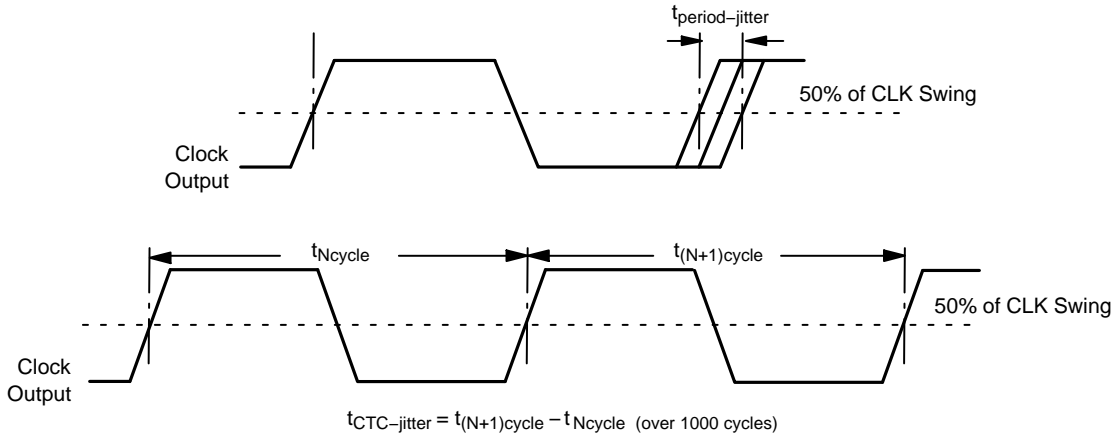 tperiod−jitter
50% of CLK Swing
Clock
Output
tNcycle
t(N+1)cycle
50% of CLK Swing
Clock
Output
tCTC−jitter = t(N+1)cycle − tNcycle (over 1000 cycles)